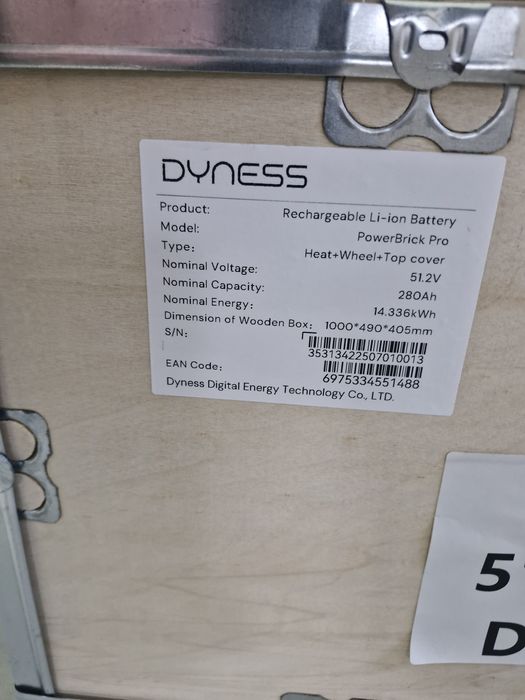 DYNESS
Product: Rechargeable Li-ion Battery
Model: PowerBrick Pro
Type: Heat+Wheel+Top cover
Nominal Voltage: 51.2V
Nominal Capacity: 280Ah
Nominal Energy: 14.336kWh
Dimension of Wooden Box: 1000*490*405mm
S/N:
35313422507010013
EAN Code:
6975334551488
Dyness Digital Energy Technology Co., LTD.
5
D